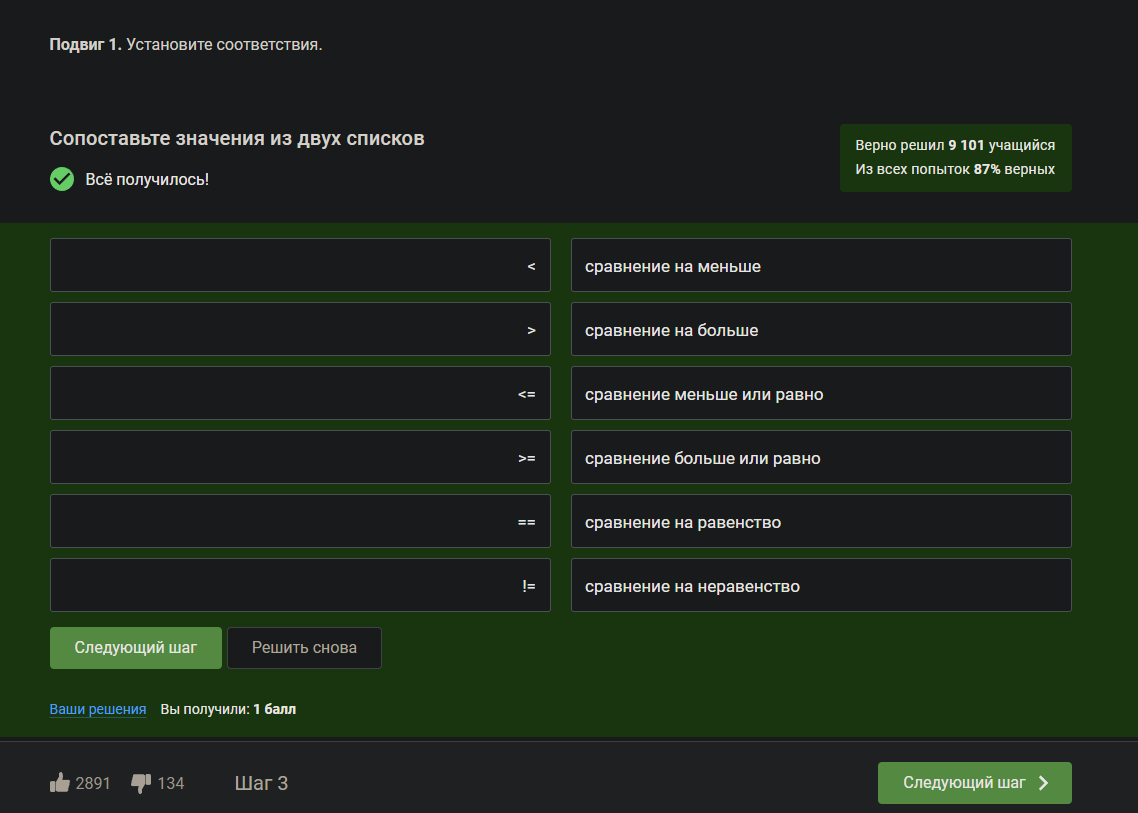 Подвиг 1. Установите соответствия.
Сопоставьте значения из двух списков
Всё получилось!
Верно решил 9 101 учащийся
Из всех попыток 87% верных
< сравнение на меньше
> сравнение на больше
<= сравнение меньше или равно
>= сравнение больше или равно
== сравнение на равенство
!= сравнение на неравенство
Следующий шаг Решить снова
Ваши решения Вы получили: 1 балл
2891 134 Шаг 3 Следующий шаг